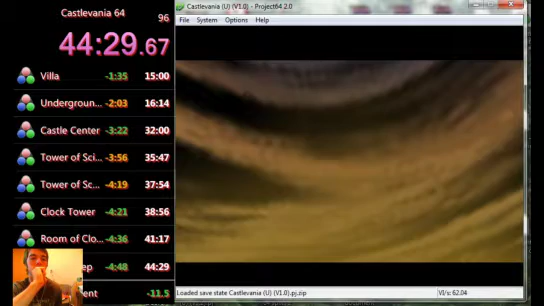 Castlevania 64
96
44:29.67
Villa -1:35 15:00
Undergroun... -2:03 16:14
Castle Center -3:22 32:00
Tower of Sci... -3:56 35:47
Tower of Sc... -4:19 37:54
Clock Tower -4:21 38:56
Room of Clo... -4:36 41:17
ep -4:48 44:29
ent -11.5
Castlevania (U) (V1.0) - Project64 2.0
File System Options Help
Loaded save state Castlevania (U) (V1.0).pj.zip
VI/s: 62.04